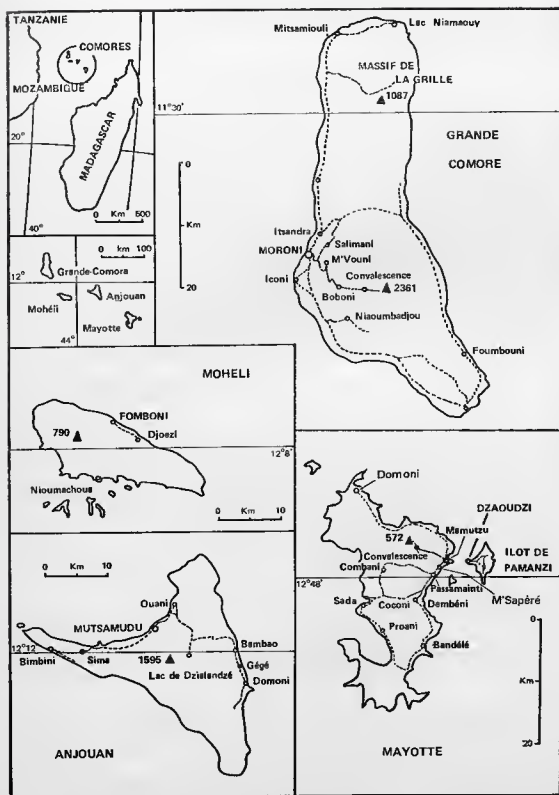 TANZANIE
COMORES
MOZAMBIQUE
MADAGASCAR
20°
40°
0 Km 500
0 km 100
12°
Grande-Comora
Mohéli
Anjouan
Mayotte
44°
0
Km
20
Mitsamiouli
Lac Niamaouy
MASSIF DE
LA GRILLE
1087
11°30
GRANDE
COMORE
Itsandra
Salimani
MORONI
M'Vouni
Convalescence
2361
Iconi
Boboni
Niaoumbadjou
Foumbouni
MOHELI
FOMBONI
790
Djoezi
12°8'
Nioumachoua
0 Km 10
0 Km 10
Ouani
MUTSAMUDU
Bambao
12°12
Bimbini
Sima
1595
Gégé
Lac de Dzialandzé
Domoni
ANJOUAN
Domoni
DZAOUDZI
572
Mamutzu
Convalescence
ILOT DE
PAMANZI
Combani
12°48'
Passamainti
M'Sapéré
Sada
Coconi
Dembéni
Proani
Bandélé
0
Km
20
MAYOTTE